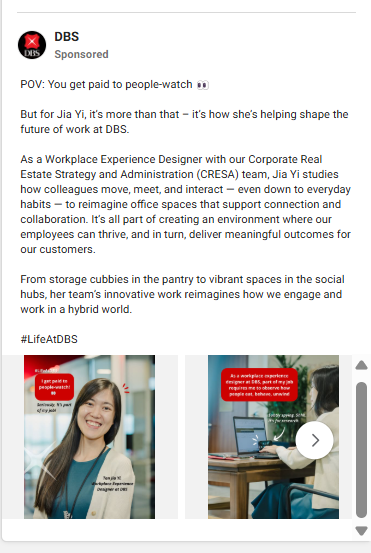 DBS
DBS
Sponsored
POV: You get paid to people-watch 👀
But for Jia Yi, it's more than that – it's how she's helping shape the
future of work at DBS.
As a Workplace Experience Designer with our Corporate Real
Estate Strategy and Administration (CRESA) team, Jia Yi studies
how colleagues move, meet, and interact — even down to everyday
habits — to reimagine office spaces that support connection and
collaboration. It's all part of creating an environment where our
employees can thrive, and in turn, deliver meaningful outcomes for
our customers.
From storage cubbies in the pantry to vibrant spaces in the social
hubs, her team's innovative work reimagines how we engage and
work in a hybrid world.
#LifeAtDBS
I get paid to
people-watch!
Seriously. It's part
of my job!
Tan Jia Yi
Workplace Experience
Designer at DBS
As a workplace experience
designer at DBS, part of my job
requires me to observe how
people eat, behave, unwind
It's for research